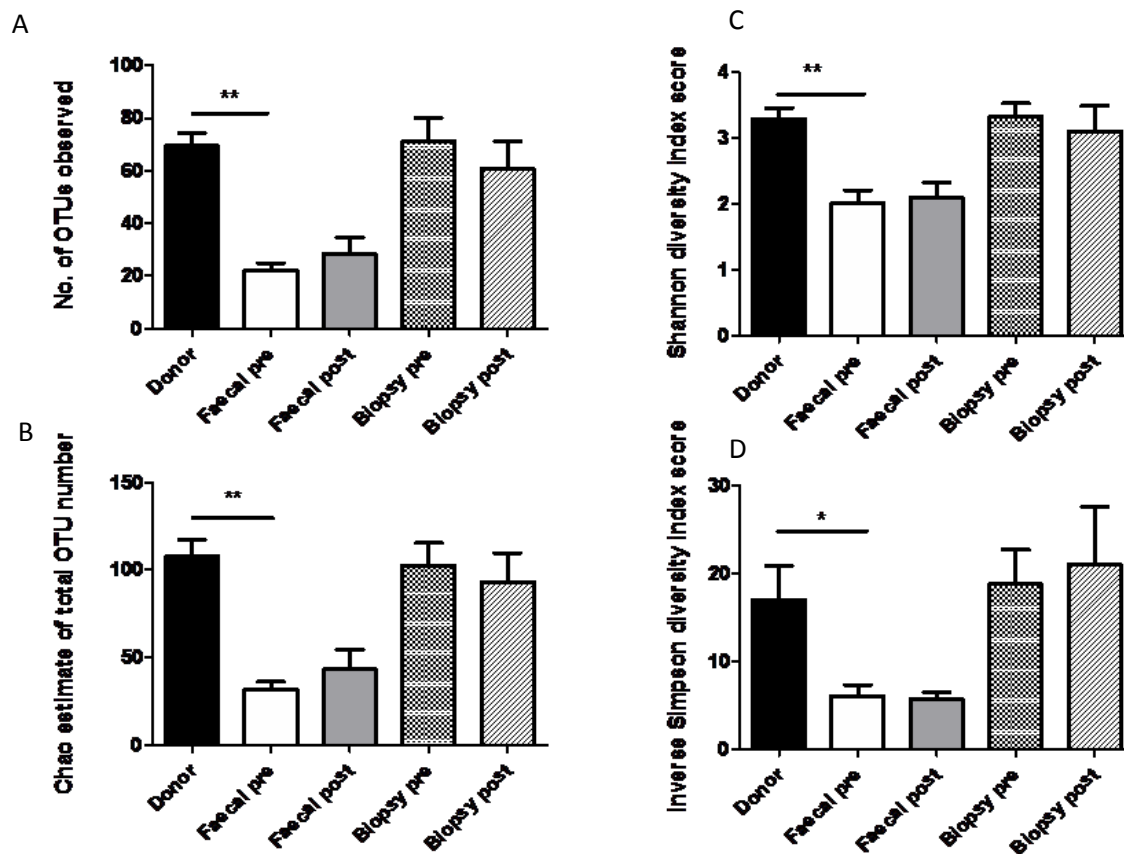 A
No. of OTUs observed
100
80
60
40
20
0
**
Donor
Faecal pre
Faecal post
Biopsy pre
Biopsy post
B
Chao estimate of total OTU number
150
100
50
0
**
Donor
Faecal pre
Faecal post
Biopsy pre
Biopsy post
C
Shannon diversity index score
4
3
2
1
0
**
Donor
Faecal pre
Faecal post
Biopsy pre
Biopsy post
D
Inverse Simpson diversity index score
30
20
10
0
*
Donor
Faecal pre
Faecal post
Biopsy pre
Biopsy post